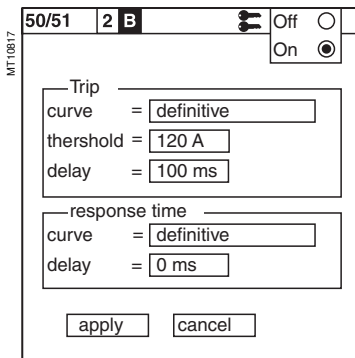 50/51 2 B Off
On
MT10817
Trip
curve = definitive
thershold = 120 A
delay = 100 ms
response time
curve = definitive
delay = 0 ms
apply cancel